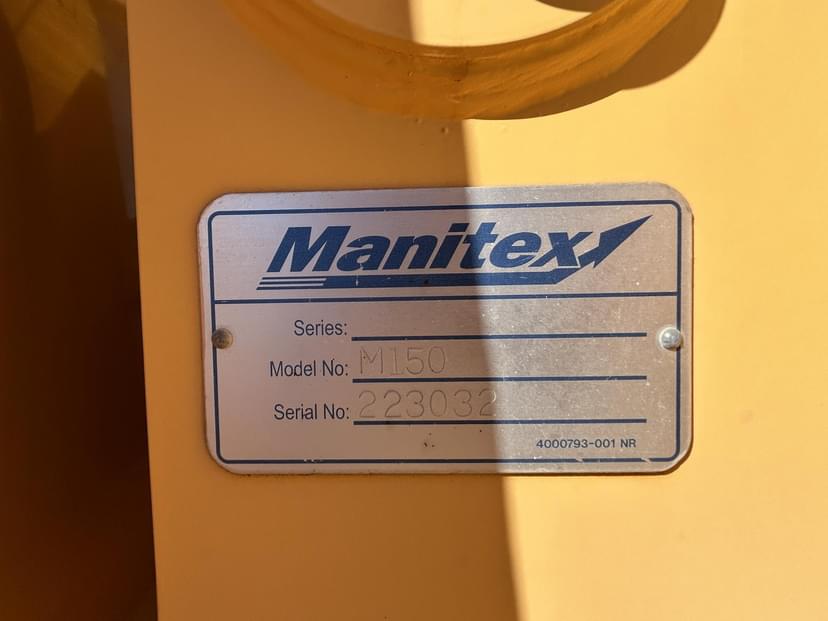 Manitex
Series:
Model No: M150
Serial No: 223032
4000793-001 NR